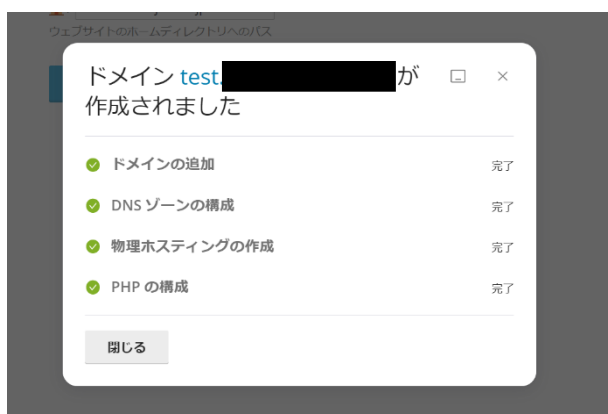 ウェブサイトのホームディレクトリへのパス
ドメイン test. が
作成されました
ドメインの追加 完了
DNS ゾーンの構成 完了
物理ホスティングの作成 完了
PHP の構成 完了
閉じる